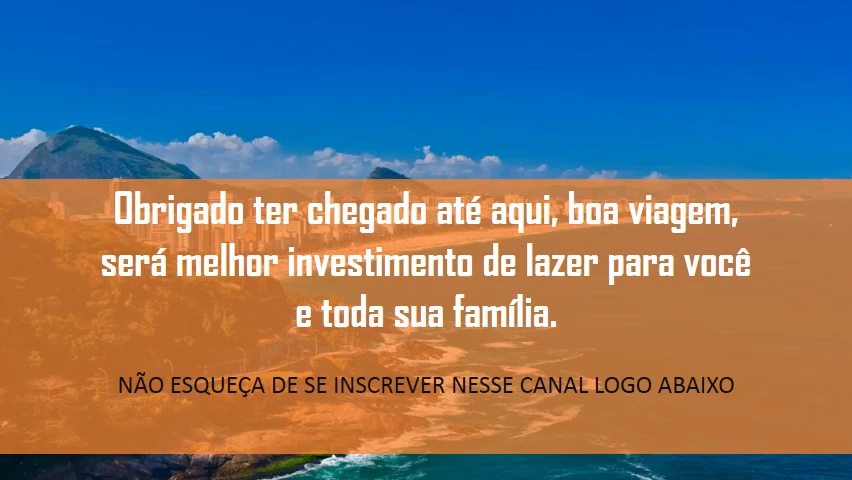 Obrigado ter chegado até aqui, boa viagem,
será melhor investimento de lazer para você
e toda sua família.
NÃO ESQUEÇA DE SE INSCREVER NESSE CANAL LOGO ABAIXO